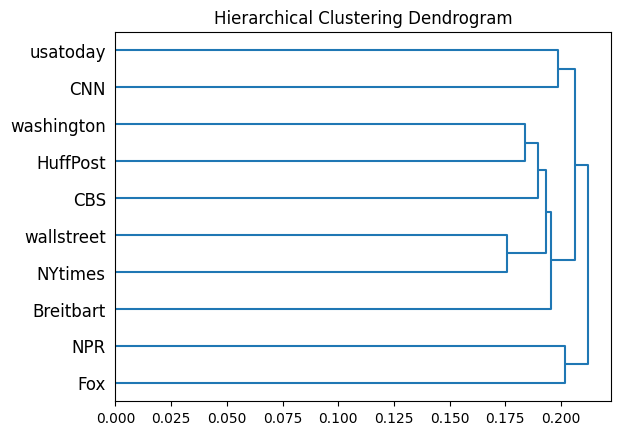 Hierarchical Clustering Dendrogram
usatoday
CNN
washington
HuffPost
CBS
wallstreet
NYtimes
Breitbart
NPR
Fox
0.000 0.025 0.050 0.075 0.100 0.125 0.150 0.175 0.200